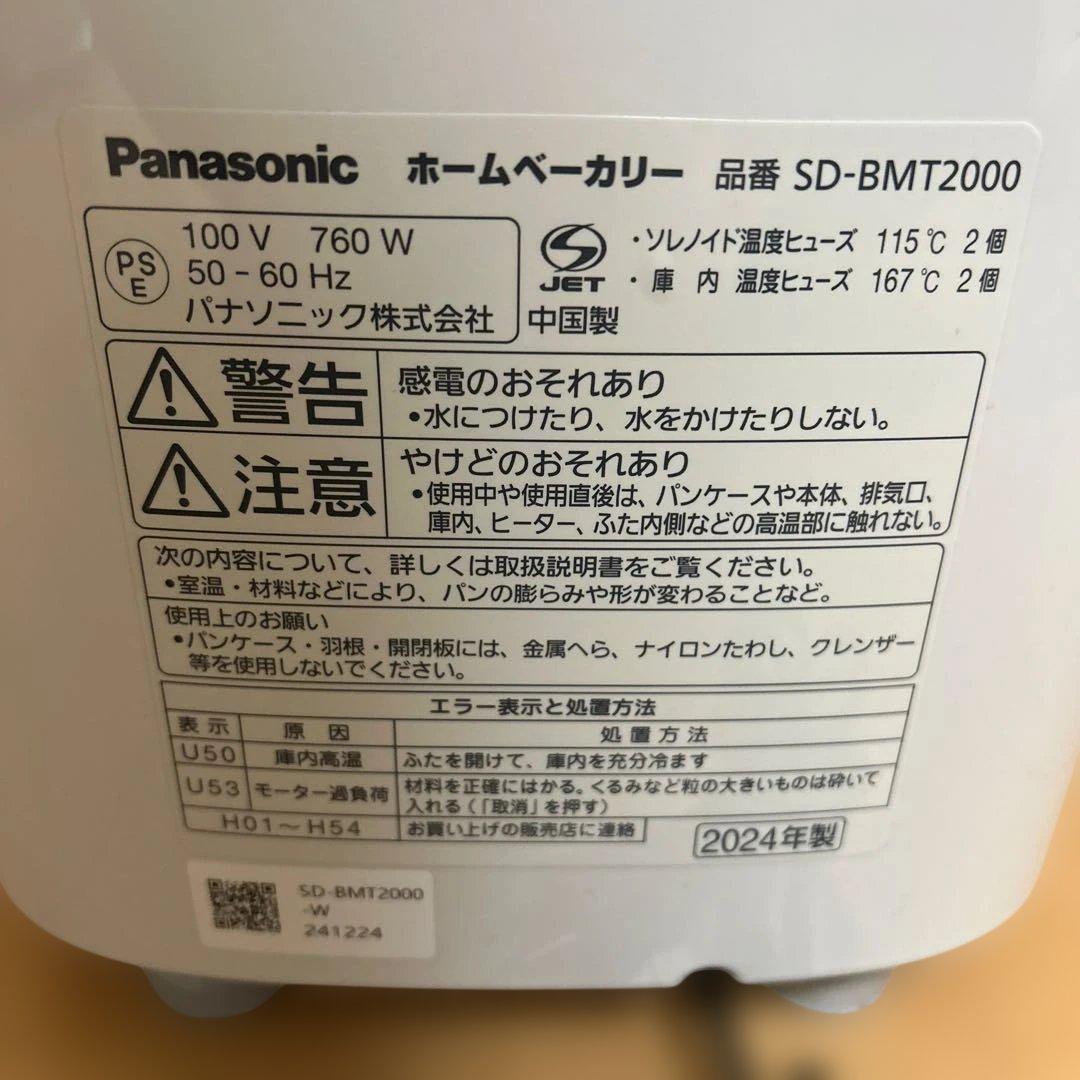 Panasonic ホームベーカリー 品番 SD-BMT2000
PS
E
100 V 760 W
50 - 60 Hz
パナソニック株式会社
JET
・ソレノイド温度ヒューズ 115℃ 2個
・庫内 温度ヒューズ 167℃ 2個
中国製
警告
感電のおそれあり
●水につけたり、水をかけたりしない。
注意
やけどのおそれあり
●使用中や使用直後は、パンケースや本体、排気口、
庫内、ヒーター、ふた内側などの高温部に触れない。
次の内容について、詳しくは取扱説明書をご覧ください。
●室温・材料などにより、パンの膨らみや形が変わることなど。
使用上のお願い
●パンケース・羽根・開閉板には、金属へら、ナイロンたわし、クレンザー
等を使用しないでください。
エラー表示と処置方法
表示 原因 処置方法
U50 庫内高温 ふたを開けて、庫内を充分冷ます
U53 モーター過負荷 材料を正確にはかる。くるみなど粒の大きいものは砕いて
入れる(「取消」を押す)
H01～H54 お買い上げの販売店に連絡
2024年製
SD-BMT2000
-W
241224